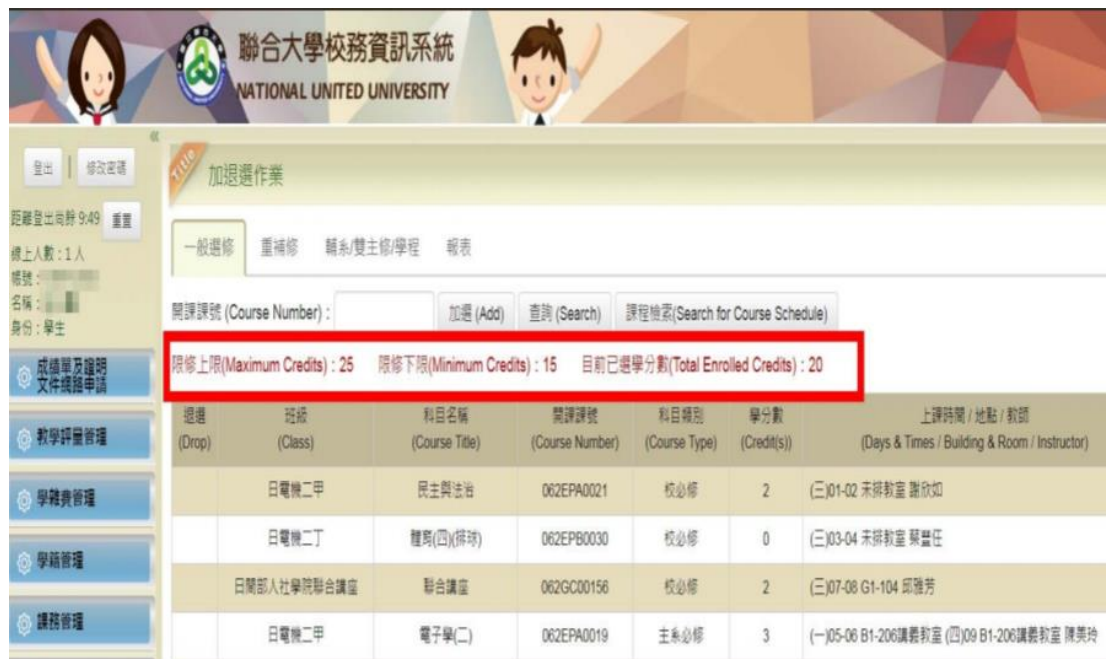 聯合大學校務資訊系統
NATIONAL UNITED UNIVERSITY
登出 | 修改密碼
距離登出尚餘 9:49 重置
線上人數 : 1 人
帳號 :
名稱 :
身份 : 學生
成績單及證明
文件網路申請
教學評量管理
學雜費管理
學籍管理
課務管理
Title 加退選作業
一般選修 重補修 輔系/雙主修/學程 報表
開課課號 (Course Number) : 加選 (Add) 查詢 (Search) 課程檢索(Search for Course Schedule)
限修上限(Maximum Credits) : 25 限修下限(Minimum Credits) : 15 目前已選學分數(Total Enrolled Credits) : 20
退選 班級 科目名稱 開課課號 科目類別 學分數 上課時間 / 地點 / 教師
(Drop) (Class) (Course Title) (Course Number) (Course Type) (Credit(s)) (Days & Times / Building & Room / Instructor)
日電機二甲 民主與法治 062EPA0021 校必修 2 (三)01-02 未排教室 謝欣如
日電機二丁 體育(四)(排球) 062EPB0030 校必修 0 (三)03-04 未排教室 蔡豐任
日間部人社學院聯合講座 聯合講座 062GC00156 校必修 2 (三)07-08 G1-104 邱雅芳
日電機二甲 電子學(二) 062EPA0019 主系必修 3 (一)05-06 B1-206講義教室 (四)09 B1-206講義教室 陳美玲